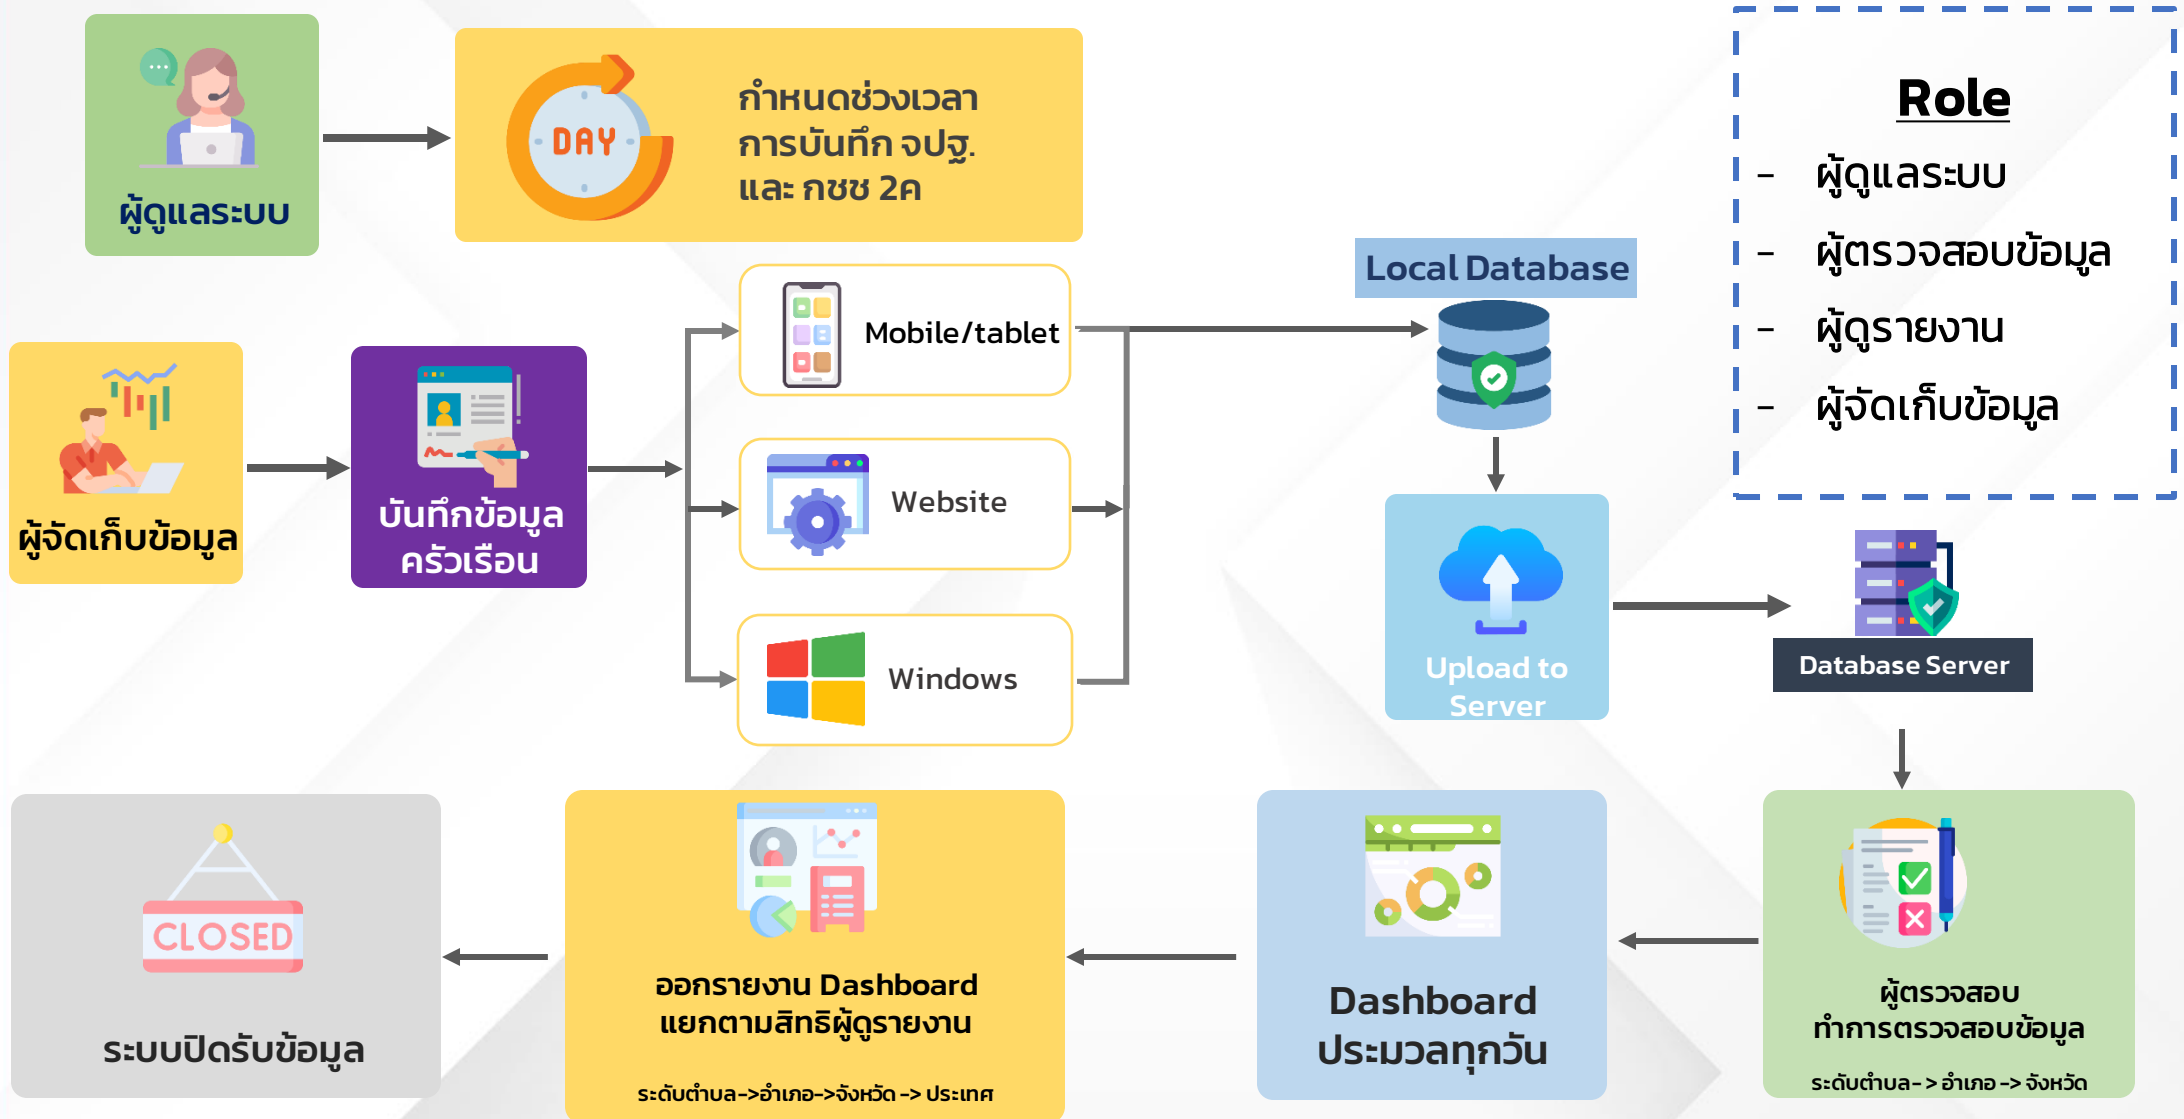 ผู้ดูแลระบบ
DAY
กำหนดช่วงเวลา
การบันทึก จปฐ.
และ กชช 2ค
Role
- ผู้ดูแลระบบ
- ผู้ตรวจสอบข้อมูล
- ผู้ดูรายงาน
- ผู้จัดเก็บข้อมูล
ผู้จัดเก็บข้อมูล
บันทึกข้อมูล
ครัวเรือน
Mobile/tablet
Website
Windows
Local Database
Upload to
Server
Database Server
ผู้ตรวจสอบ
ทำการตรวจสอบข้อมูล
ระดับตำบล-> อำเภอ -> จังหวัด
Dashboard
ประมวลทุกวัน
ออกรายงาน Dashboard
แยกตามสิทธิผู้ดูรายงาน
ระดับตำบล->อำเภอ->จังหวัด -> ประเทศ
CLOSED
ระบบปิดรับข้อมูล